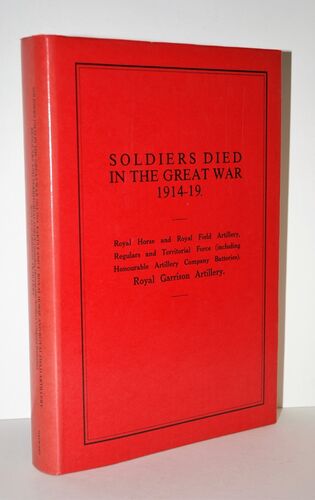 SOLDIERS DIED
IN THE GREAT WAR
1914-19.
Royal Horse and Royal Field Artillery,
Regulars and Territorial Force (including
Honourable Artillery Company Batteries).
Royal Garrison Artillery.